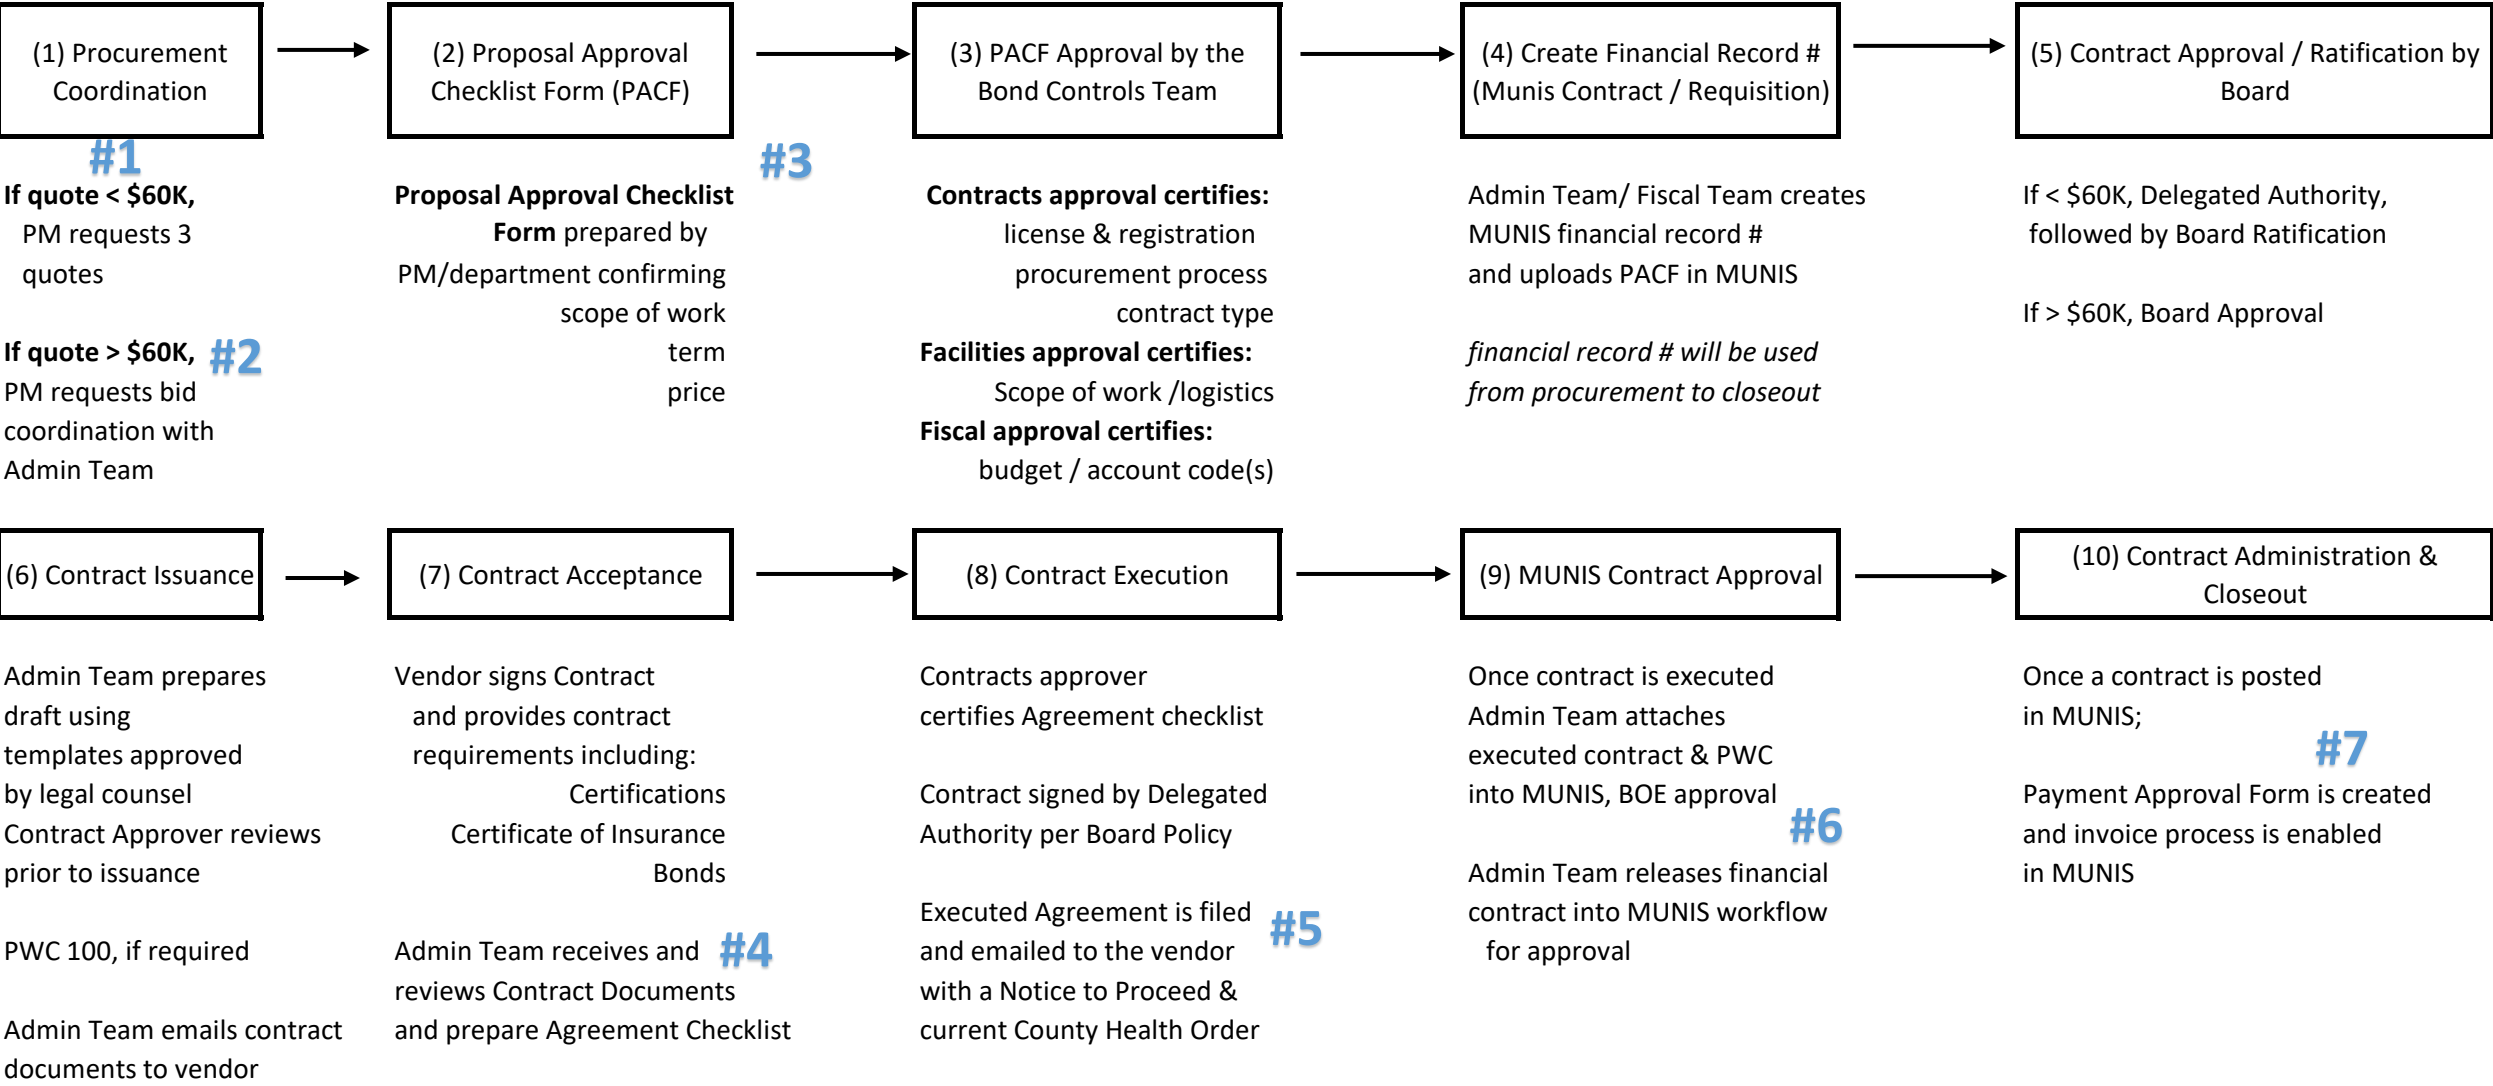 (1) Procurement
Coordination
(2) Proposal Approval
Checklist Form (PACF)
(3) PACF Approval by the
Bond Controls Team
(4) Create Financial Record #
(Munis Contract / Requisition)
(5) Contract Approval / Ratification by
Board
#1
If quote < $60K,
PM requests 3
quotes
If quote > $60K, #2
PM requests bid
coordination with
Admin Team
#3
Proposal Approval Checklist
Form prepared by
PM/department confirming
scope of work
term
price
Contracts approval certifies:
license & registration
procurement process
contract type
Facilities approval certifies:
Scope of work /logistics
Fiscal approval certifies:
budget / account code(s)
Admin Team/ Fiscal Team creates
MUNIS financial record #
and uploads PACF in MUNIS
financial record # will be used
from procurement to closeout
If < $60K, Delegated Authority,
followed by Board Ratification
If > $60K, Board Approval
(6) Contract Issuance
(7) Contract Acceptance
(8) Contract Execution
(9) MUNIS Contract Approval
(10) Contract Administration &
Closeout
Admin Team prepares
draft using
templates approved
by legal counsel
Contract Approver reviews
prior to issuance
PWC 100, if required
Admin Team emails contract
documents to vendor
Vendor signs Contract
and provides contract
requirements including:
Certifications
Certificate of Insurance
Bonds
Admin Team receives and #4
reviews Contract Documents
and prepare Agreement Checklist
Contracts approver
certifies Agreement checklist
Contract signed by Delegated
Authority per Board Policy
Executed Agreement is filed #5
and emailed to the vendor
with a Notice to Proceed &
current County Health Order
Once contract is executed
Admin Team attaches
executed contract & PWC
into MUNIS, BOE approval
#6
Admin Team releases financial
contract into MUNIS workflow
for approval
Once a contract is posted
in MUNIS;
#7
Payment Approval Form is created
and invoice process is enabled
in MUNIS